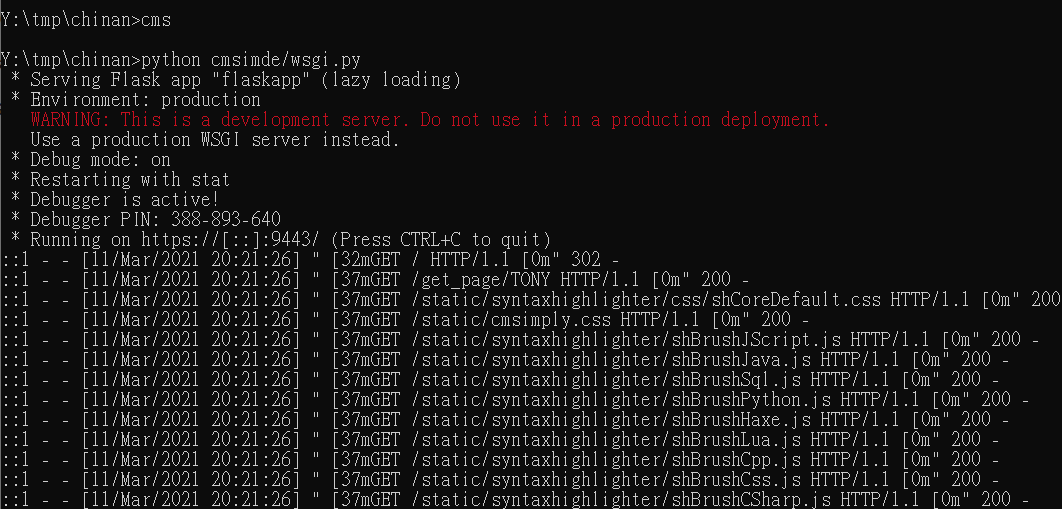 Y:\tmp\chinan>cms
Y:\tmp\chinan>python cmsimde/wsgi.py
 * Serving Flask app "flaskapp" (lazy loading)
 * Environment: production
   WARNING: This is a development server. Do not use it in a production deployment.
   Use a production WSGI server instead.
 * Debug mode: on
 * Restarting with stat
 * Debugger is active!
 * Debugger PIN: 388-893-640
 * Running on https://[::]:9443/ (Press CTRL+C to quit)
::1 - - [11/Mar/2021 20:21:26] " [32mGET / HTTP/1.1 [0m" 302 -
::1 - - [11/Mar/2021 20:21:26] " [37mGET /get_page/TONY HTTP/1.1 [0m" 200 -
::1 - - [11/Mar/2021 20:21:26] " [37mGET /static/syntaxhighlighter/css/shCoreDefault.css HTTP/1.1 [0m" 200
::1 - - [11/Mar/2021 20:21:26] " [37mGET /static/cmsimply.css HTTP/1.1 [0m" 200 -
::1 - - [11/Mar/2021 20:21:26] " [37mGET /static/syntaxhighlighter/shBrushJScript.js HTTP/1.1 [0m" 200 -
::1 - - [11/Mar/2021 20:21:26] " [37mGET /static/syntaxhighlighter/shBrushJava.js HTTP/1.1 [0m" 200 -
::1 - - [11/Mar/2021 20:21:26] " [37mGET /static/syntaxhighlighter/shBrushSql.js HTTP/1.1 [0m" 200 -
::1 - - [11/Mar/2021 20:21:26] " [37mGET /static/syntaxhighlighter/shBrushPython.js HTTP/1.1 [0m" 200 -
::1 - - [11/Mar/2021 20:21:26] " [37mGET /static/syntaxhighlighter/shBrushHaxe.js HTTP/1.1 [0m" 200 -
::1 - - [11/Mar/2021 20:21:26] " [37mGET /static/syntaxhighlighter/shBrushLua.js HTTP/1.1 [0m" 200 -
::1 - - [11/Mar/2021 20:21:26] " [37mGET /static/syntaxhighlighter/shBrushCpp.js HTTP/1.1 [0m" 200 -
::1 - - [11/Mar/2021 20:21:26] " [37mGET /static/syntaxhighlighter/shBrushCss.js HTTP/1.1 [0m" 200 -
::1 - - [11/Mar/2021 20:21:26] " [37mGET /static/syntaxhighlighter/shBrushCSharp.js HTTP/1.1 [0m" 200 -